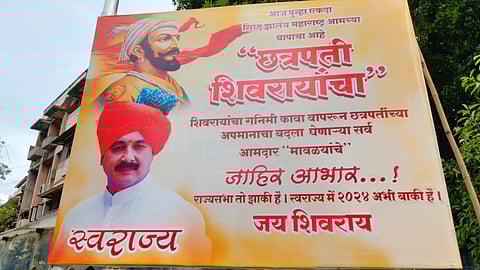 आज पुन्हा एकदा
सिध्द झालंय महाराष्ट्र आमच्या
बापाचा आहे
"छत्रपती
शिवरायांचा"
शिवरायांचा गनिमी कावा वापरून छत्रपतींच्या
अपमानाचा बदला घेणाऱ्या सर्व
आमदार "मावळयांचे"
जाहिर आभार...!
राज्यसभा तो झाकी हैं। स्वराज्य में २०२४ अभी बाकी हैं।
जय शिवराय
स्वराज्य